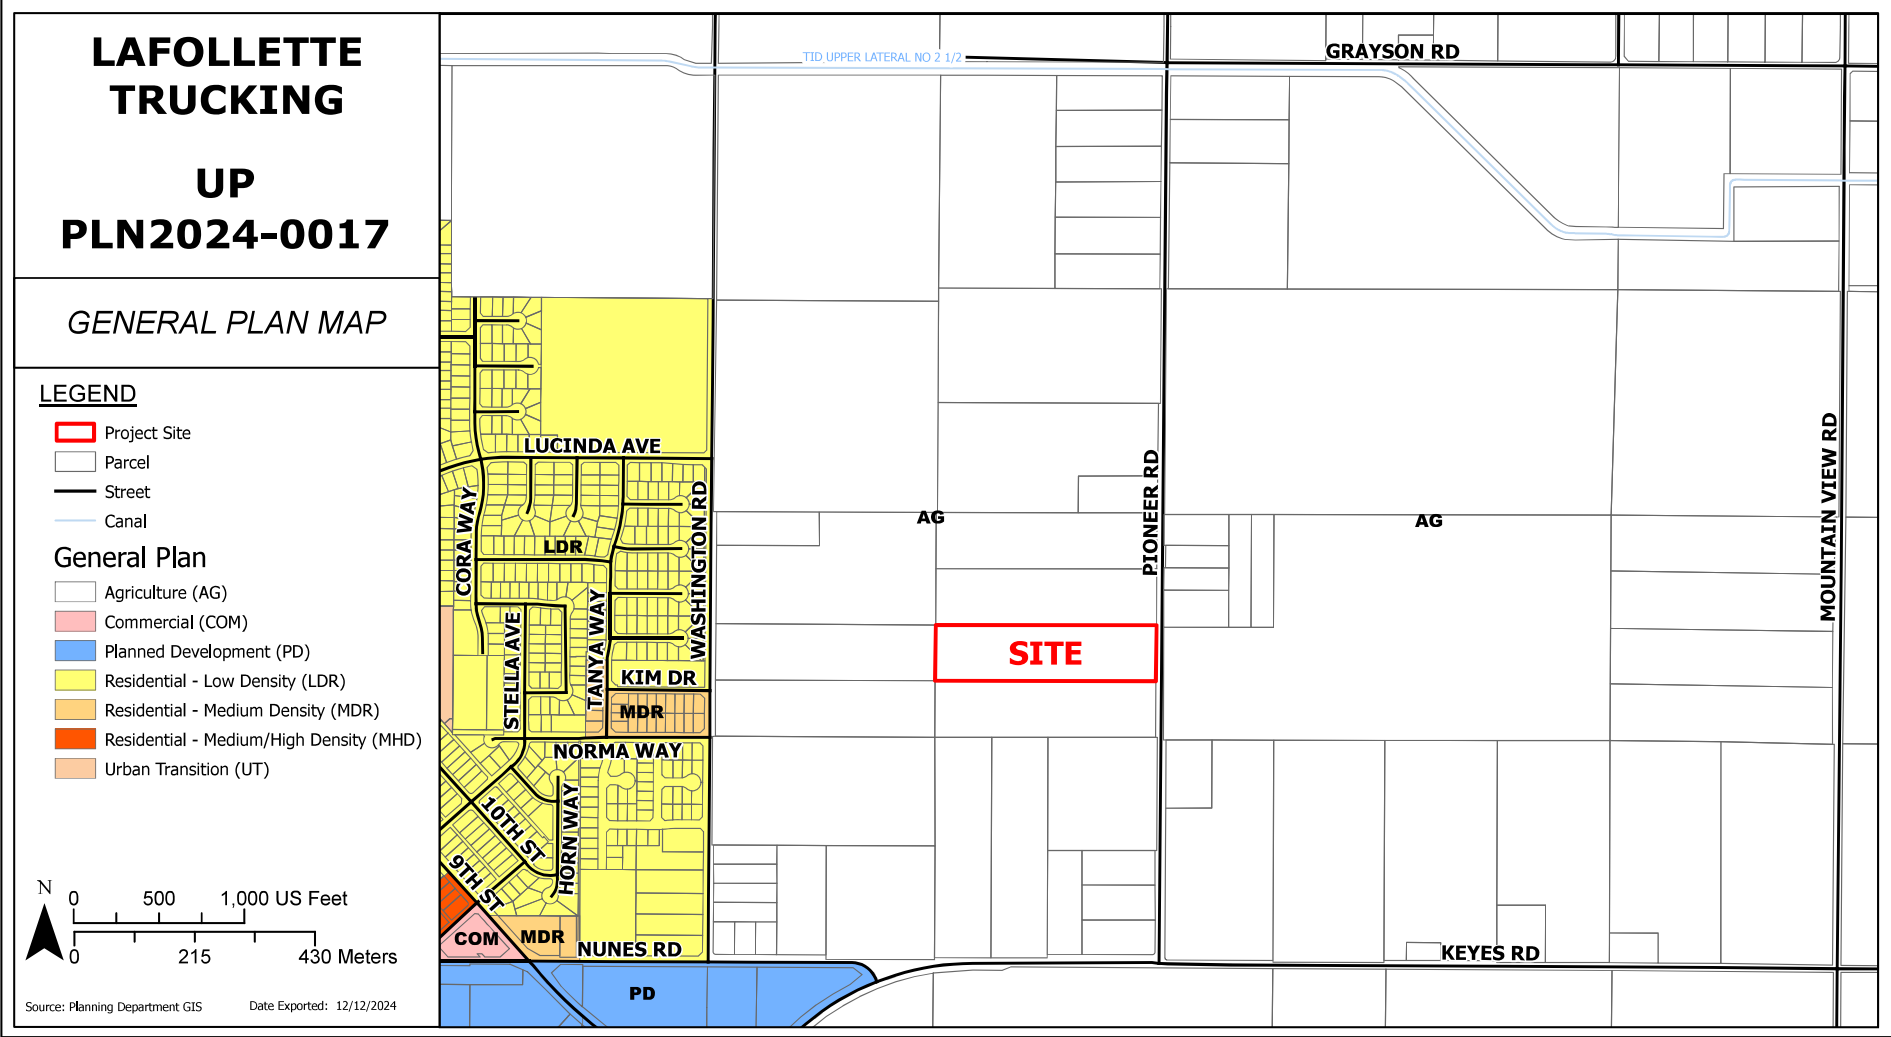 LAFOLLETTE
TRUCKING
UP
PLN2024-0017
GENERAL PLAN MAP
LEGEND
Project Site
Parcel
Street
Canal
General Plan
Agriculture (AG)
Commercial (COM)
Planned Development (PD)
Residential - Low Density (LDR)
Residential - Medium Density (MDR)
Residential - Medium/High Density (MHD)
Urban Transition (UT)
N
0 500 1,000 US Feet
0 215 430 Meters
Source: Planning Department GIS
Date Exported: 12/12/2024
TID UPPER LATERAL NO 2 1/2
GRAYSON RD
LUCINDA AVE
CORA WAY
LDR
WASHINGTON RD
AG
PIONEER RD
AG
MOUNTAIN VIEW RD
STELLA AVE
TANYA WAY
KIM DR
MDR
SITE
NORMA WAY
10TH ST
HORN WAY
9TH ST
COM
MDR
NUNES RD
KEYES RD
PD